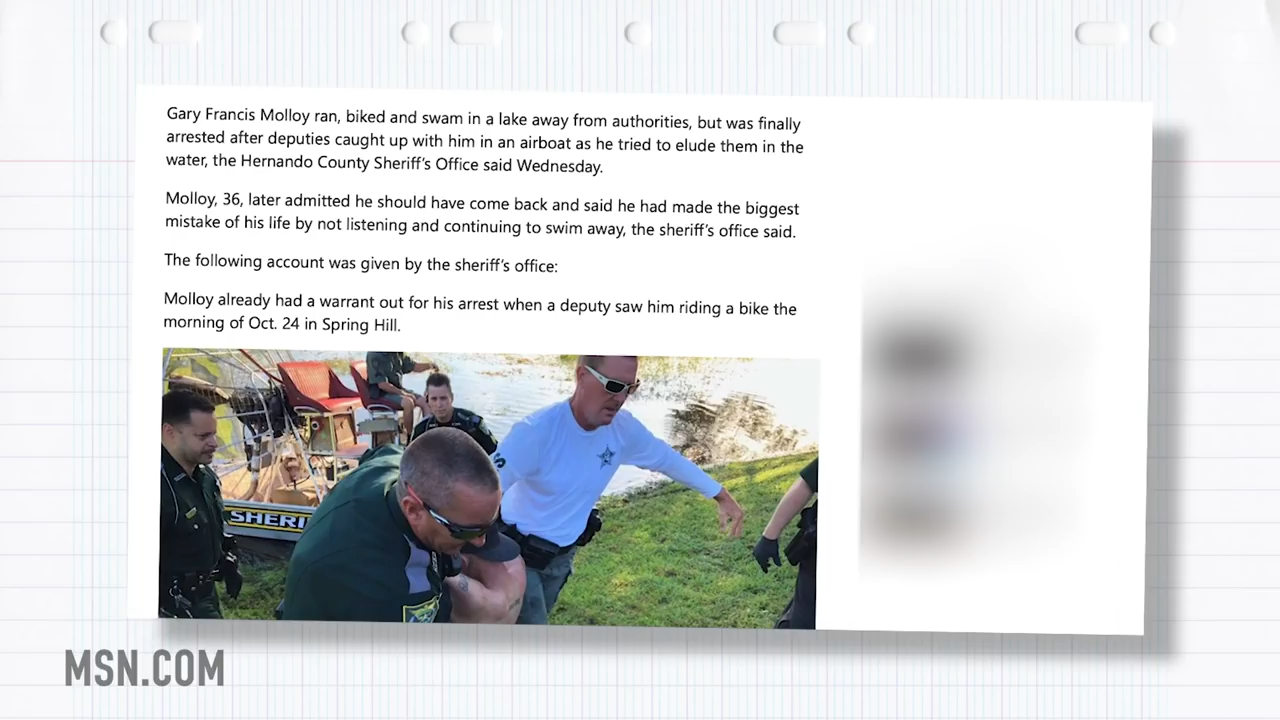 Gary Francis Molloy ran, biked and swam in a lake away from authorities, but was finally
arrested after deputies caught up with him in an airboat as he tried to elude them in the
water, the Hernando County Sheriff's Office said Wednesday.
Molloy, 36, later admitted he should have come back and said he had made the biggest
mistake of his life by not listening and continuing to swim away, the sheriff's office said.
The following account was given by the sheriff's office:
Molloy already had a warrant out for his arrest when a deputy saw him riding a bike the
morning of Oct. 24 in Spring Hill.
SHERI
MSN.COM